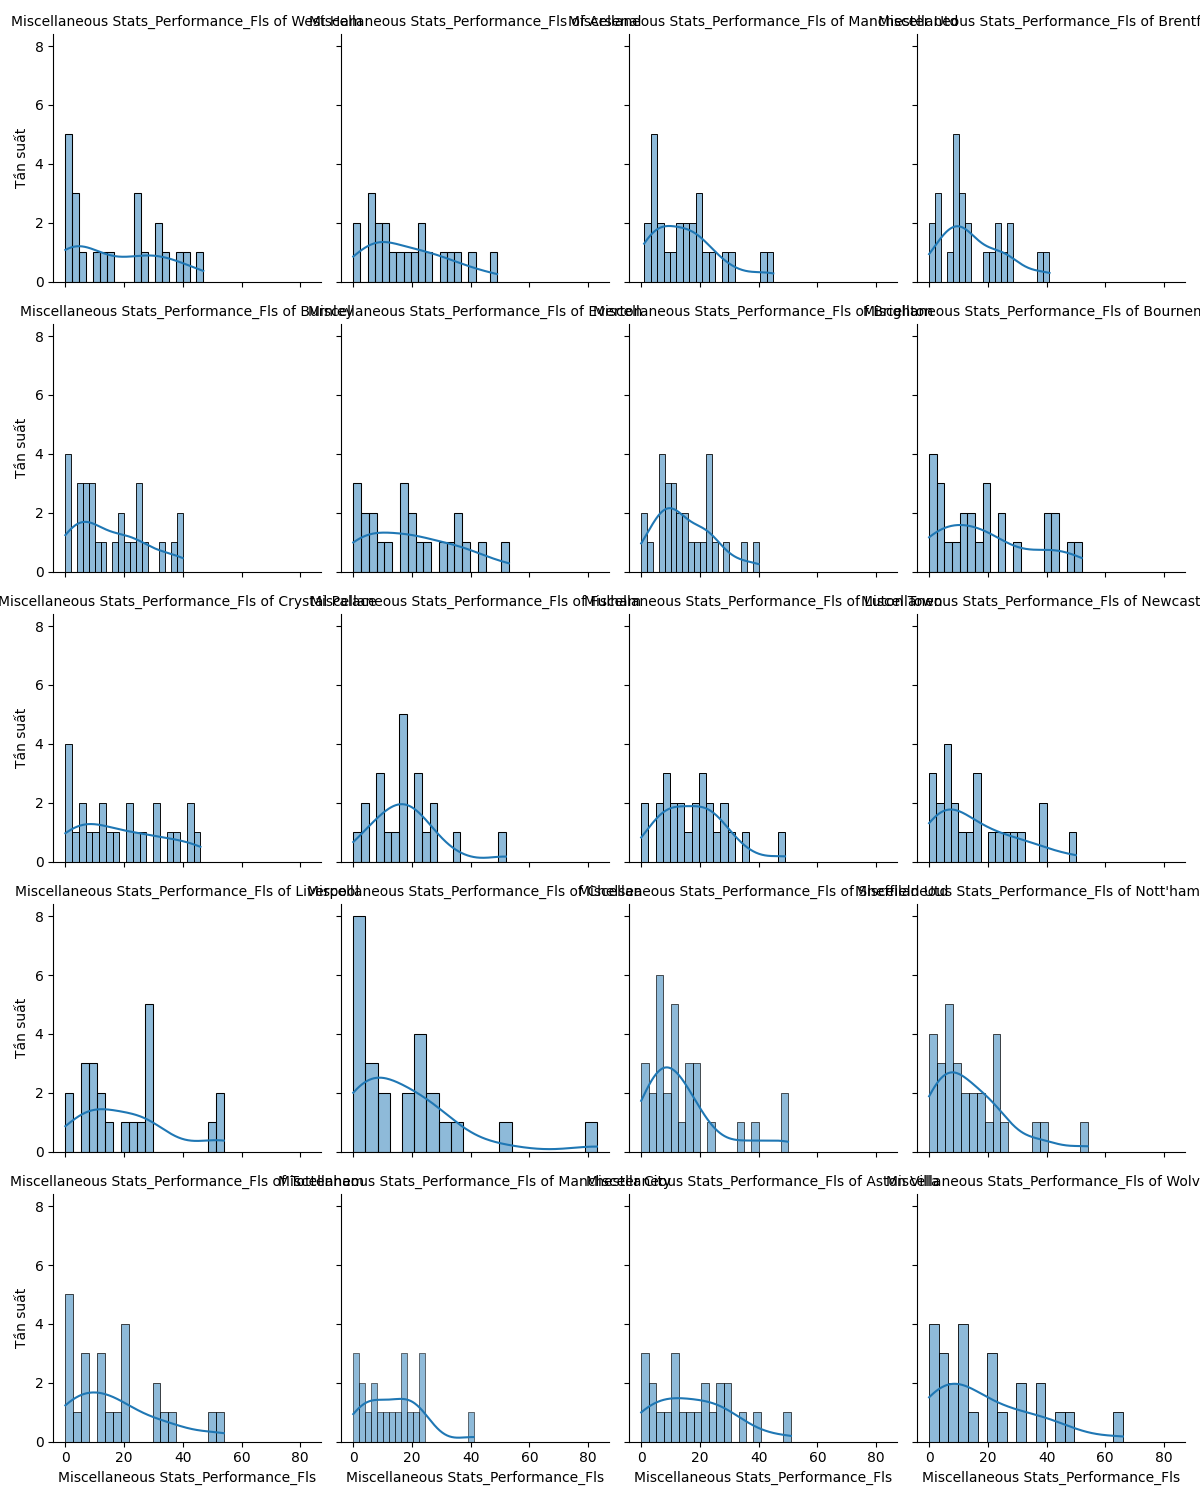 Miscellaneous Stats_Performance_Fls of West Ham
Miscellaneous Stats_Performance_Fls of Arsenal
Miscellaneous Stats_Performance_Fls of Manchester Utd
Miscellaneous Stats_Performance_Fls of Brentf
8
6
4
2
0
Tần suất
Miscellaneous Stats_Performance_Fls of Burnley
Miscellaneous Stats_Performance_Fls of Everton
Miscellaneous Stats_Performance_Fls of Brighton
Miscellaneous Stats_Performance_Fls of Bournem
8
6
4
2
0
Tần suất
Miscellaneous Stats_Performance_Fls of Crystal Palace
Miscellaneous Stats_Performance_Fls of Fulham
Miscellaneous Stats_Performance_Fls of Luton Town
Miscellaneous Stats_Performance_Fls of Newcast
8
6
4
2
0
Tần suất
Miscellaneous Stats_Performance_Fls of Liverpool
Miscellaneous Stats_Performance_Fls of Chelsea
Miscellaneous Stats_Performance_Fls of Sheffield Utd
Miscellaneous Stats_Performance_Fls of Nott'ham
8
6
4
2
0
Tần suất
Miscellaneous Stats_Performance_Fls of Tottenham
Miscellaneous Stats_Performance_Fls of Manchester City
Miscellaneous Stats_Performance_Fls of Aston Villa
Miscellaneous Stats_Performance_Fls of Wolv
8
6
4
2
0
Tần suất
0 20 40 60 80
0 20 40 60 80
0 20 40 60 80
0 20 40 60 80
Miscellaneous Stats_Performance_Fls
Miscellaneous Stats_Performance_Fls
Miscellaneous Stats_Performance_Fls
Miscellaneous Stats_Performance_Fls